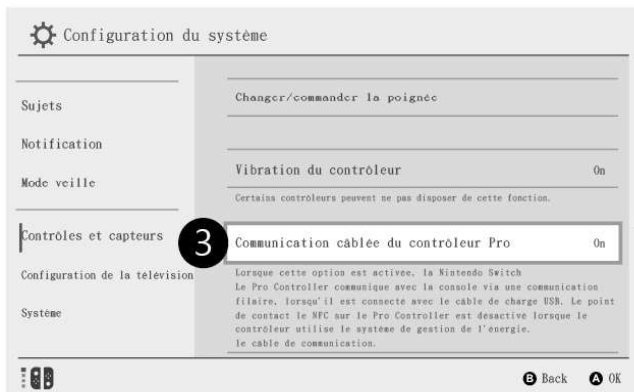 Configuration du système
Sujets
Notification
Mode veille
Contrôles et capteurs
Configuration de la télévision
Système
Changer/commander la poignée
Vibration du contrôleur On
Certains contrôleurs peuvent ne pas disposer de cette fonction.
3
Communication câblée du contrôleur Pro On
Lorsque cette option est activée, la Nintendo Switch
Le Pro Controller communique avec la console via une communication
filaire, lorsqu'il est connecté avec le câble de charge USB. Le point
de contact le NFC sur le Pro Controller est désactivé lorsque le
contrôleur utilise le système de gestion de l'énergie.
le câble de communication.
B Back A OK